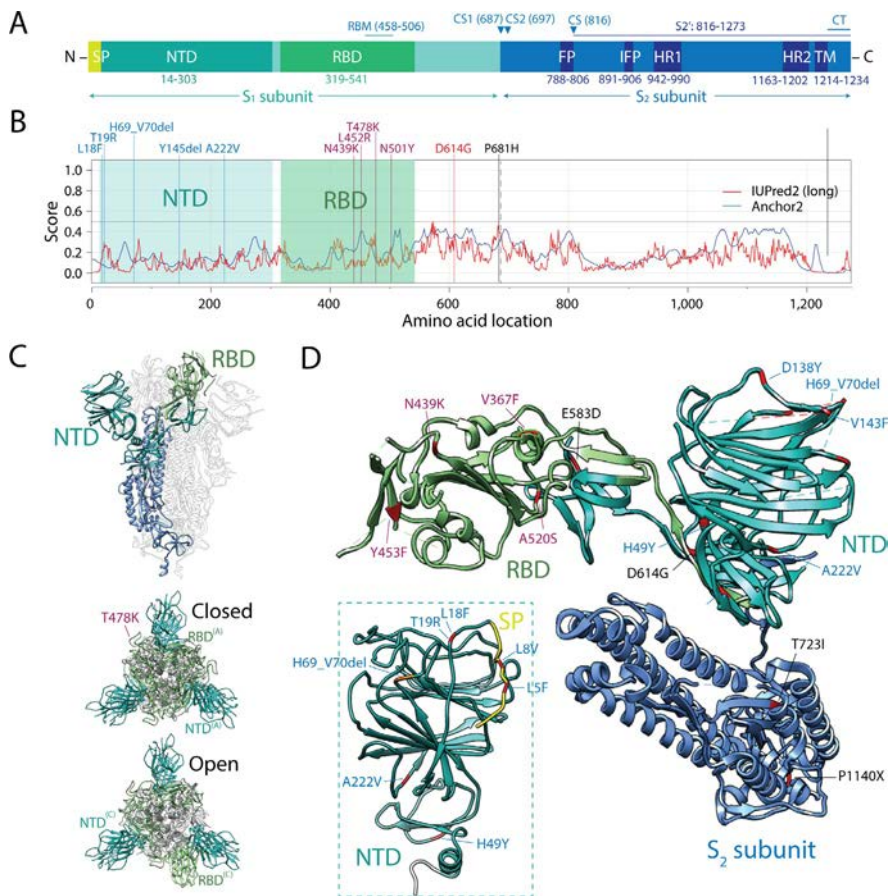 A
RBM (458-506)
CS1 (687)
CS2 (697)
CS (816)
S2': 816-1273
CT
N
SP
NTD
RBD
FP
IFP
HR1
HR2
TM
C
14-303
319-541
788-806
891-906
942-990
1163-1202
1214-1234
S1 subunit
S2 subunit
B
H69_V70del
T19R
L18F
Y145del
A222V
T478K
L452R
N439K
N501Y
D614G
P681H
NTD
RBD
IUPred2 (long)
Anchor2
Score
1.0
0.8
0.6
0.4
0.2
0.0
0
200
400
600
800
1,000
1,200
Amino acid location
C
RBD
NTD
Closed
T478K
RBD(A)
NTD(A)
Open
NTD(C)
RBD(C)
D
D138Y
H69_V70del
V143F
N439K
V367F
E583D
Y453F
A520S
RBD
H49Y
D614G
NTD
A222V
T19R
L18F
SP
L8V
H69_V70del
L5F
A222V
NTD
H49Y
T723I
P1140X
S2 subunit